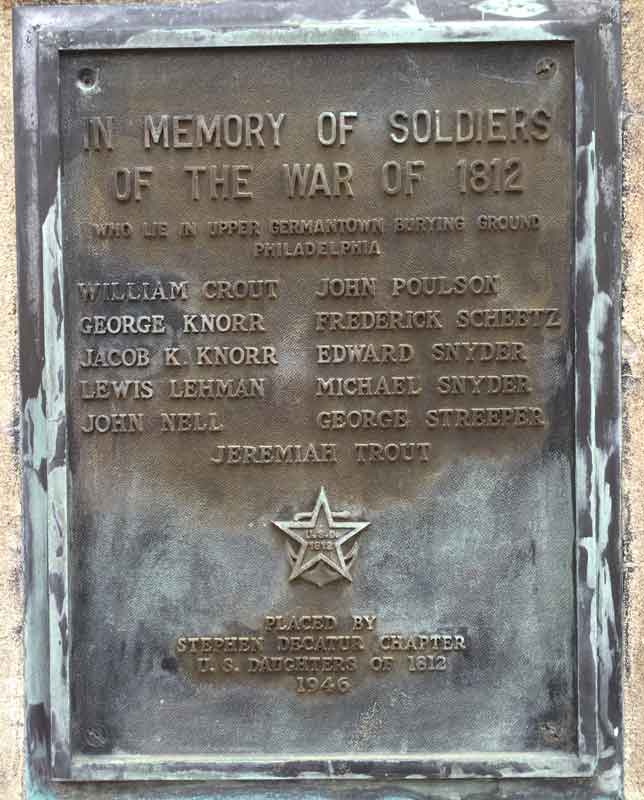 IN MEMORY OF SOLDIERS
OF THE WAR OF 1812
WHO LIE IN UPPER GERMANTOWN BURYING GROUND
PHILADELPHIA
WILLIAM CROUT JOHN POULSON
GEORGE KNORR FREDERICK SCHEETZ
JACOB K. KNORR EDWARD SNYDER
LEWIS LEHMAN MICHAEL SNYDER
JOHN NELL GEORGE STREEPER
JEREMIAH TROUT
U.S.D.
1812
PLACED BY
STEPHEN DECATUR CHAPTER
U. S. DAUGHTERS OF 1812
1946